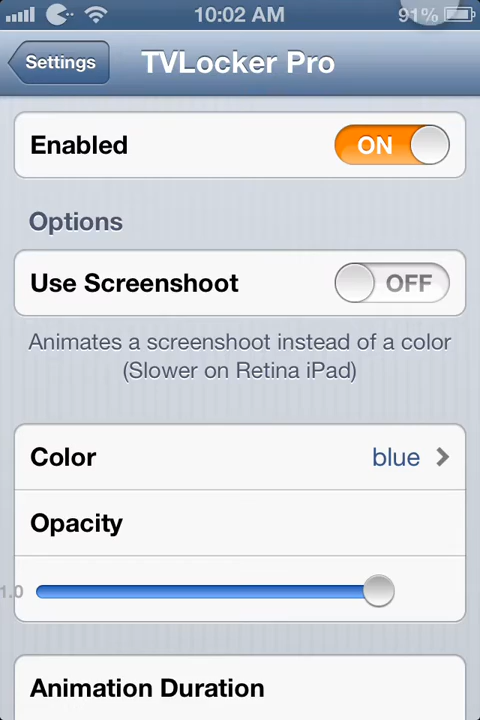 10:02 AM 91%
Settings TVLocker Pro
Enabled ON
Options
Use Screenshoot OFF
Animates a screenshoot instead of a color
(Slower on Retina iPad)
Color blue
Opacity
1.0
Animation Duration